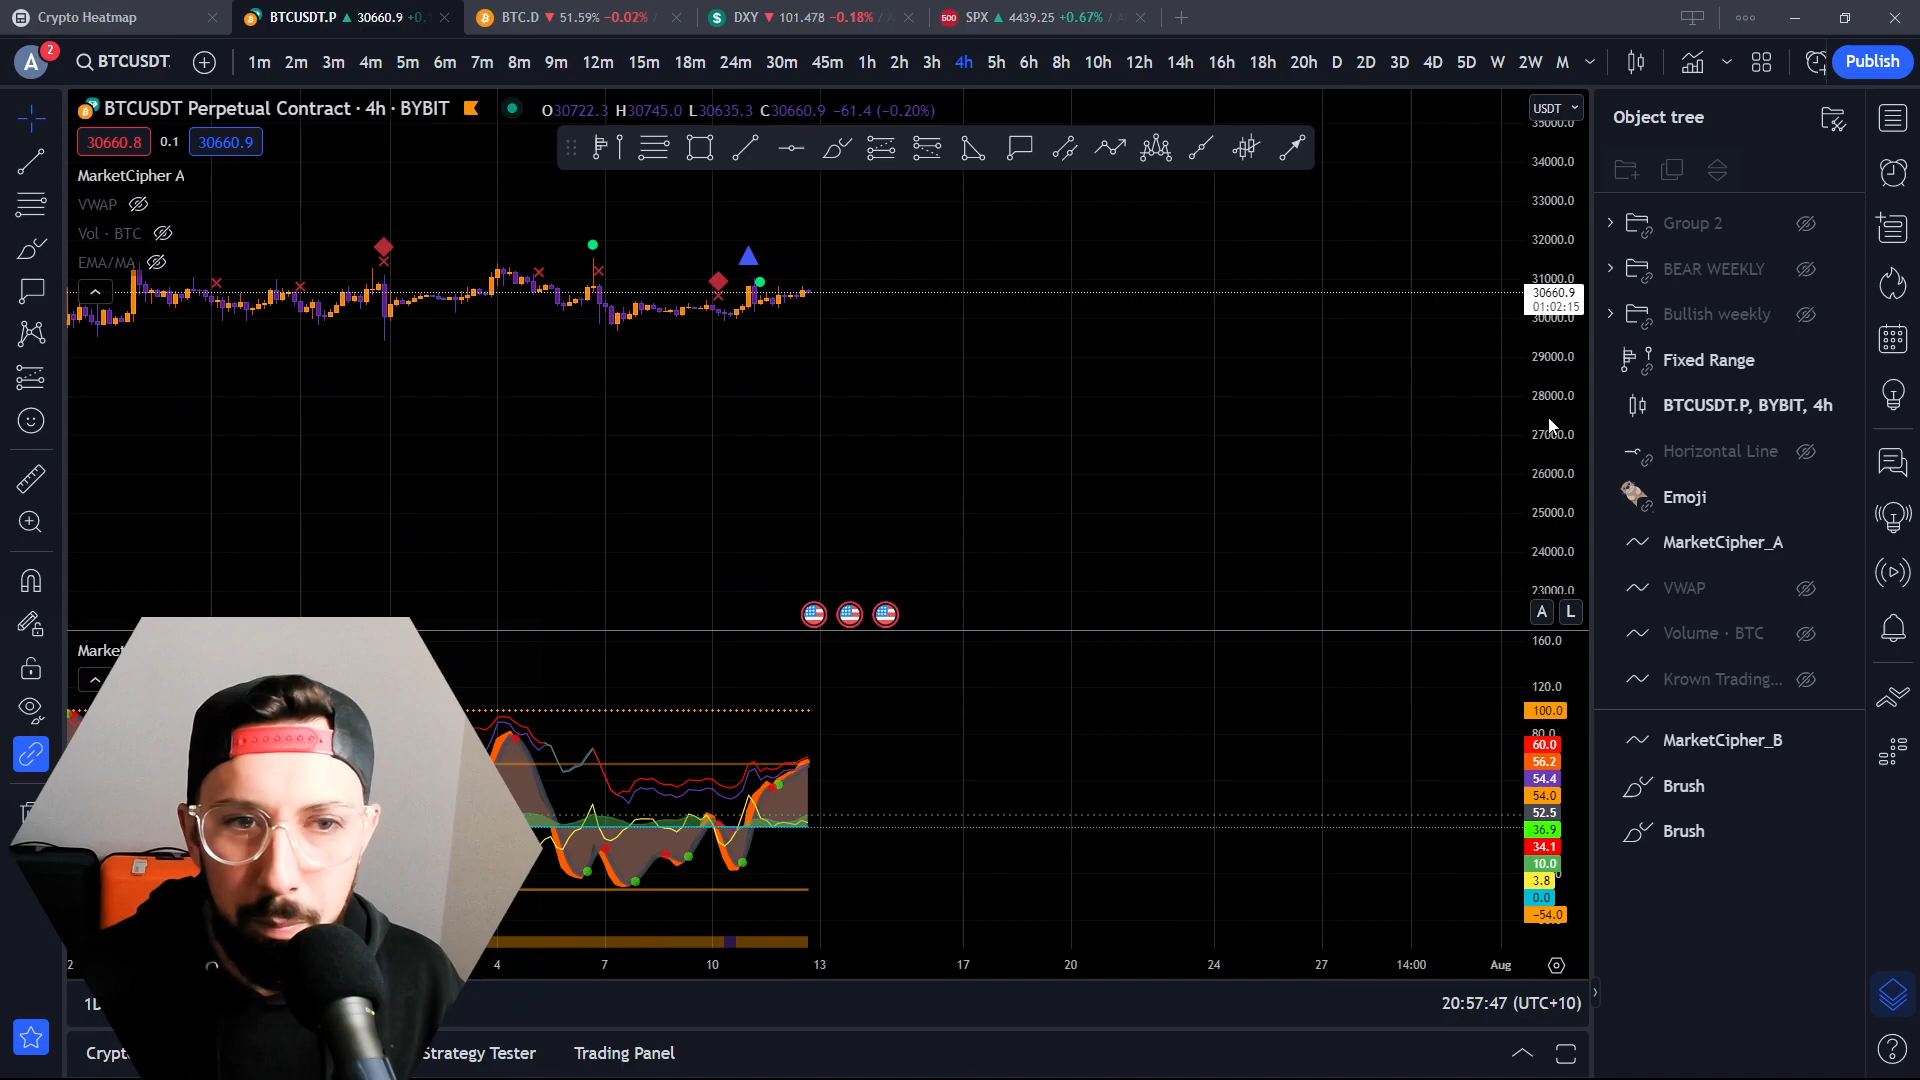 Crypto Heatmap
BTCUSDT.P ▲ 30660.9 +0.
BTC.D ▼ 51.59% −0.02% /
DXY ▼ 101.478 −0.18% /
SPX ▲ 4439.25 +0.67% /
A 2
BTCUSDT.
1m 2m 3m 4m 5m 6m 7m 8m 9m 12m 15m 18m 24m 30m 45m 1h 2h 3h 4h 5h 6h 8h 10h 12h 14h 16h 18h 20h D 2D 3D 4D 5D W 2W M
Publish
BTCUSDT Perpetual Contract · 4h · BYBIT
O30722.3 H30745.0 L30635.3 C30660.9 −61.4 (−0.20%)
30660.8 0.1 30660.9
MarketCipher A
VWAP
Vol · BTC
EMA/MA
USDT
35000.0
34000.0
33000.0
32000.0
31000.0
30660.9
01:02:15
30000.0
29000.0
28000.0
27000.0
26000.0
25000.0
24000.0
23000.0
A L
Market
160.0
120.0
100.0
80.0
60.0
56.2
54.4
54.0
52.5
36.9
34.1
10.0
3.8
0.0
−54.0
2 4 7 10 13 17 20 24 27 14:00 Aug
20:57:47 (UTC+10)
Strategy Tester
Trading Panel
Object tree
Group 2
BEAR WEEKLY
Bullish weekly
Fixed Range
BTCUSDT.P, BYBIT, 4h
Horizontal Line
Emoji
MarketCipher_A
VWAP
Volume · BTC
Krown Trading...
MarketCipher_B
Brush
Brush